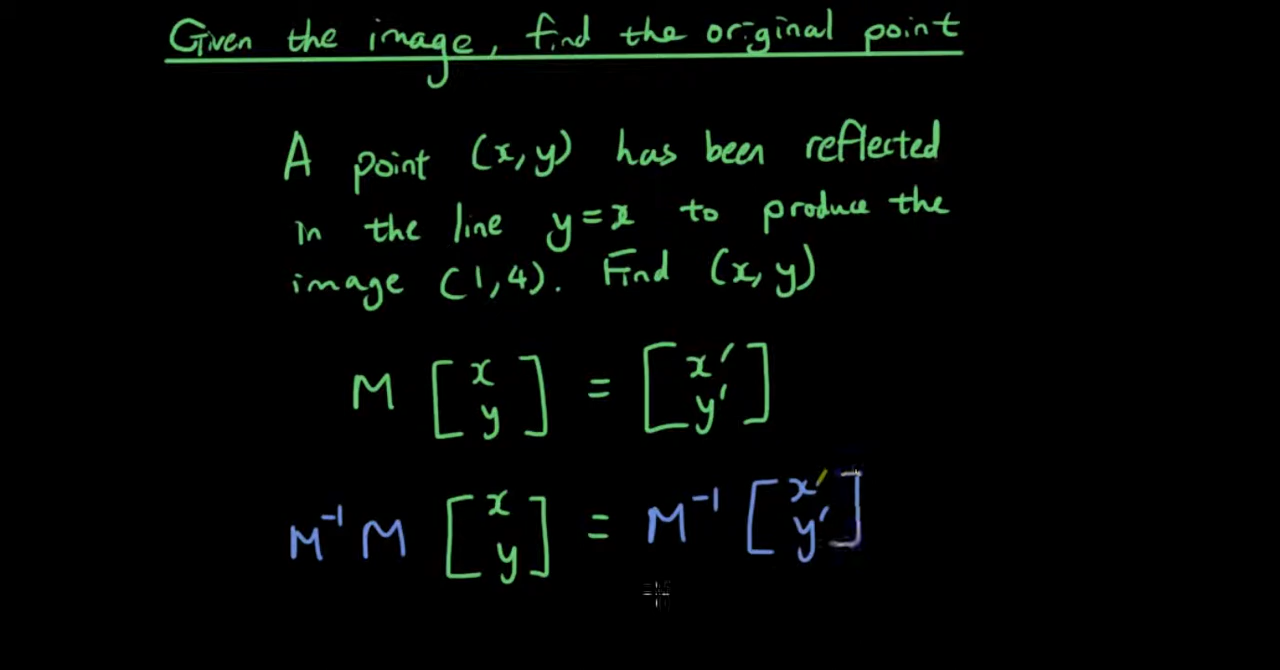 Given the image, find the original point
A point (x,y) has been reflected
in the line y=x to produce the
image (1,4). Find (x,y)
M [x y] = [x′ y′]
M⁻¹ M [x y] = M⁻¹ [x′ y′]